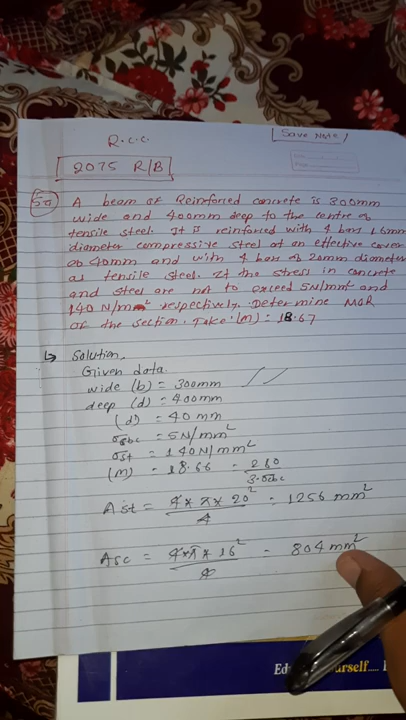 R.C.C.
[Save Note]
[2075 R/B]
5a
A beam of Reinforced concrete is 300mm
wide and 400mm deep to the centre of
tensile steel. It is reinforced with 4 bars 16mm
diameter compressive steel at an effective cover
of 40mm and with 4 bars of 20mm diameter
as tensile steel. If the stress in concrete
and steel are not to exceed 5N/mm² and
140 N/mm² respectively. Determine MOR
of the section. Take (m) = 18.67
↳ Solution,
Given data.
wide (b) = 300mm
deep (d) = 400mm
(d') = 40 mm
σcbc = 5N/mm²
σst = 140N/mm²
(m) = 18.66 = 280/3·σcbc
Ast = 4*π*20²/4 = 1256 mm²
Asc = 4*π*16²/4 = 804mm²
urself....